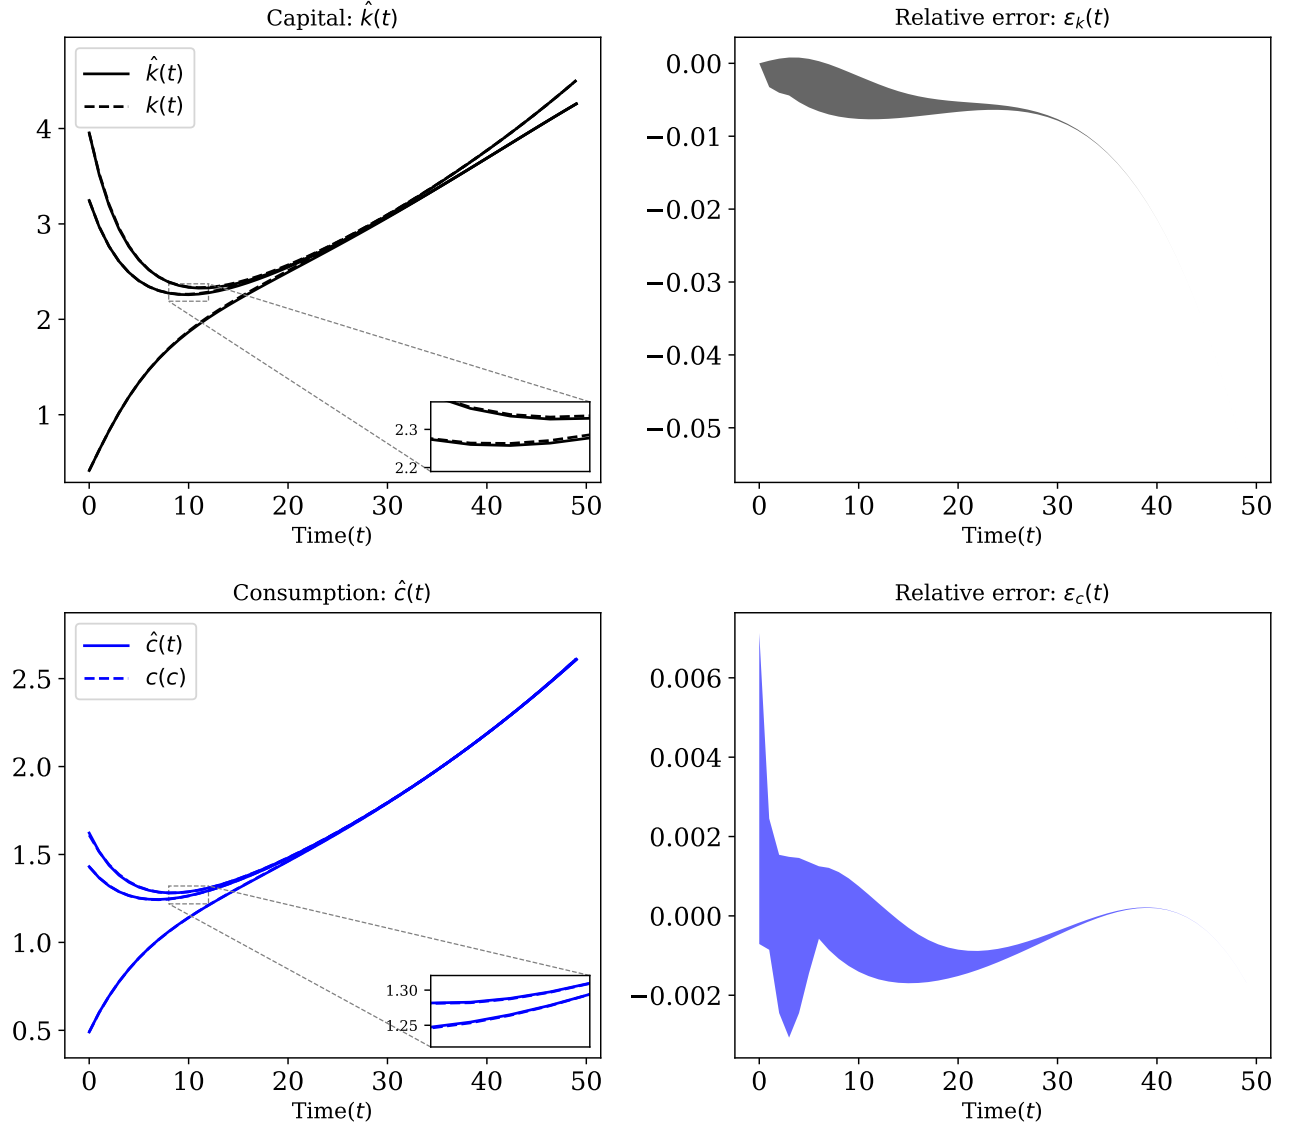 Capital: k̂(t)
k̂(t)
k(t)
4
3
2
1
2.3
2.2
0 10 20 30 40 50
Time(t)
Relative error: ε_k(t)
0.00
−0.01
−0.02
−0.03
−0.04
−0.05
0 10 20 30 40 50
Time(t)
Consumption: ĉ(t)
ĉ(t)
c(c)
2.5
2.0
1.5
1.0
0.5
1.30
1.25
0 10 20 30 40 50
Time(t)
Relative error: ε_c(t)
0.006
0.004
0.002
0.000
−0.002
0 10 20 30 40 50
Time(t)